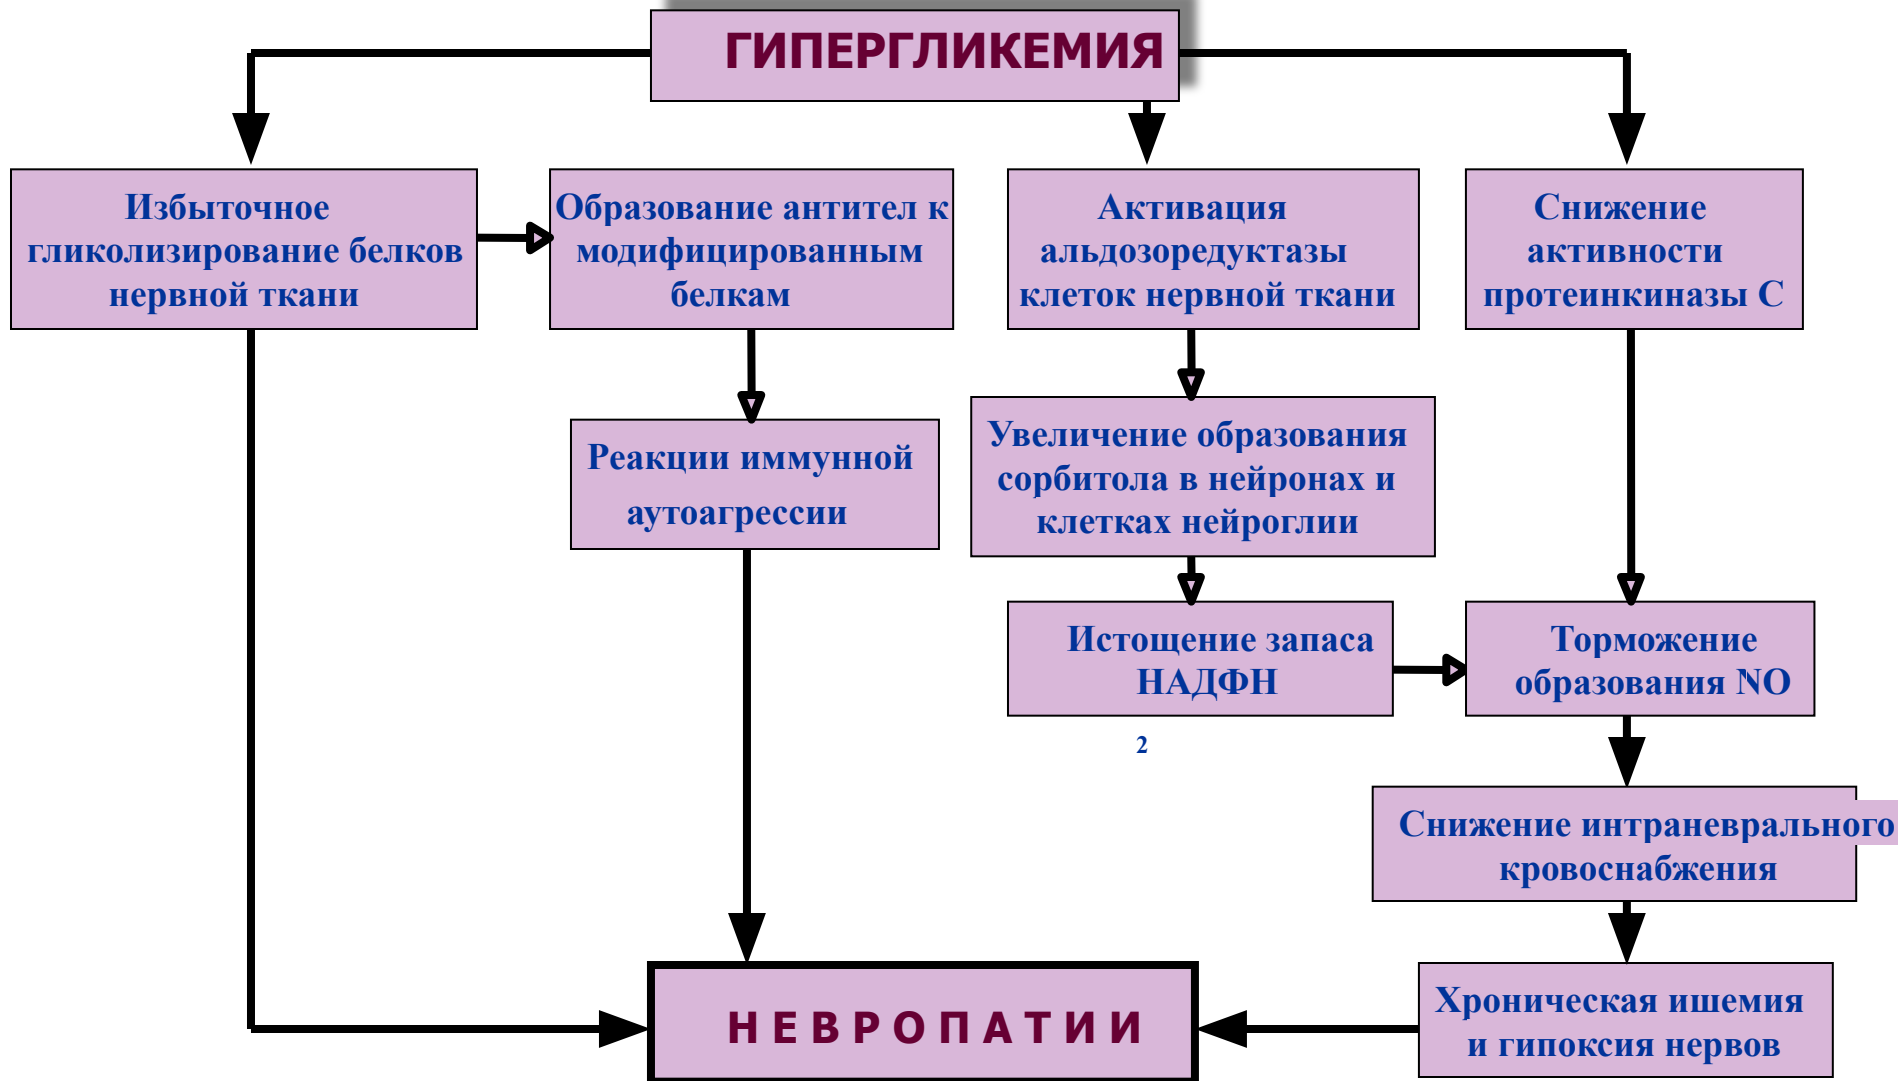 ГИПЕРГЛИКЕМИЯ
Избыточное
гликолизирование белков
нервной ткани
Образование антител к
модифицированным
белкам
Активация
альдозоредуктазы
клеток нервной ткани
Снижение
активности
протеинкиназы С
Реакции иммунной
аутоагрессии
Увеличение образования
сорбитола в нейронах и
клетках нейроглии
Истощение запаса
НАДФН
2
Торможение
образования NO
Снижение интраневрального
кровоснабжения
Хроническая ишемия
и гипоксия нервов
Н Е В Р О П А Т И И